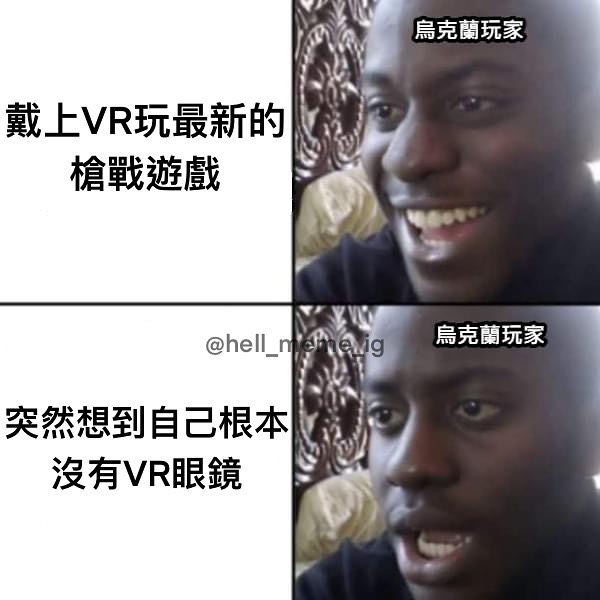 烏克蘭玩家
戴上VR玩最新的
槍戰遊戲
@hell_meme_ig
烏克蘭玩家
突然想到自己根本
沒有VR眼鏡